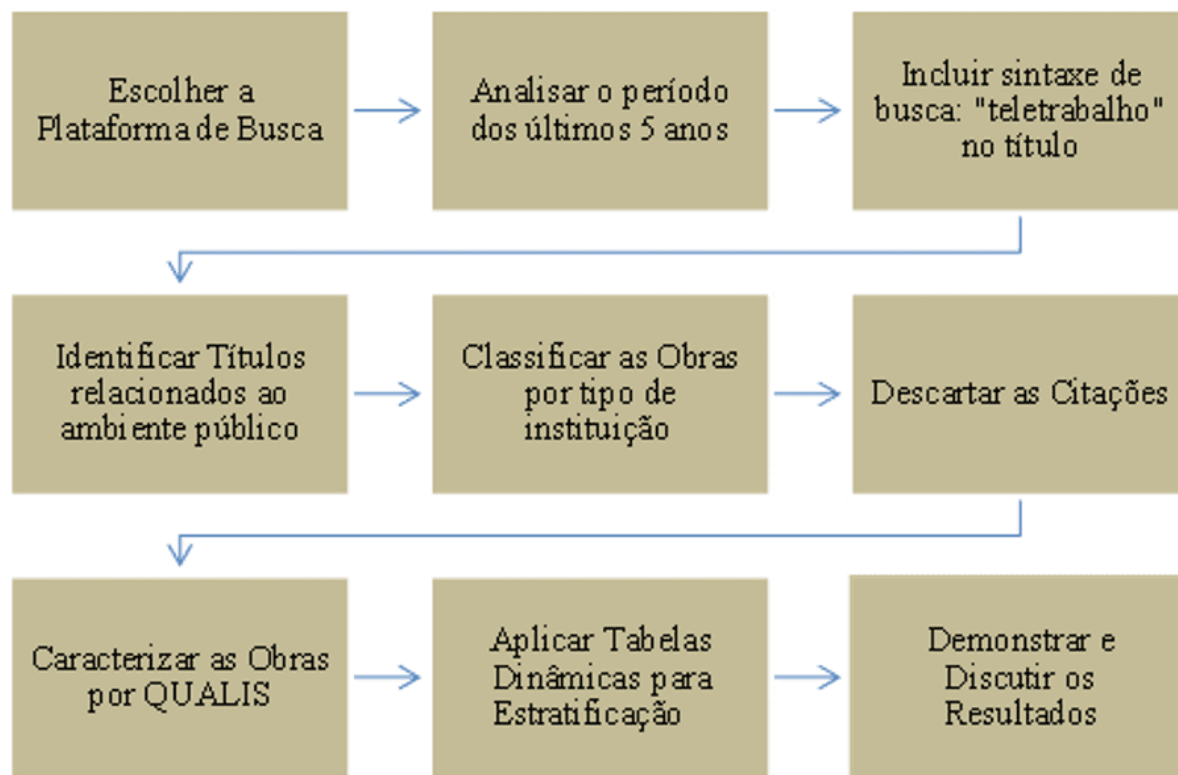 Escolher a
Plataforma de Busca
Analisar o período
dos últimos 5 anos
Incluir sintaxe de
busca: "teletrabalho"
no título
Identificar Títulos
relacionados ao
ambiente público
Classificar as Obras
por tipo de
instituição
Descartar as Citações
Caracterizar as Obras
por QUALIS
Aplicar Tabelas
Dinâmicas para
Estratificação
Demonstrar e
Discutir os
Resultados